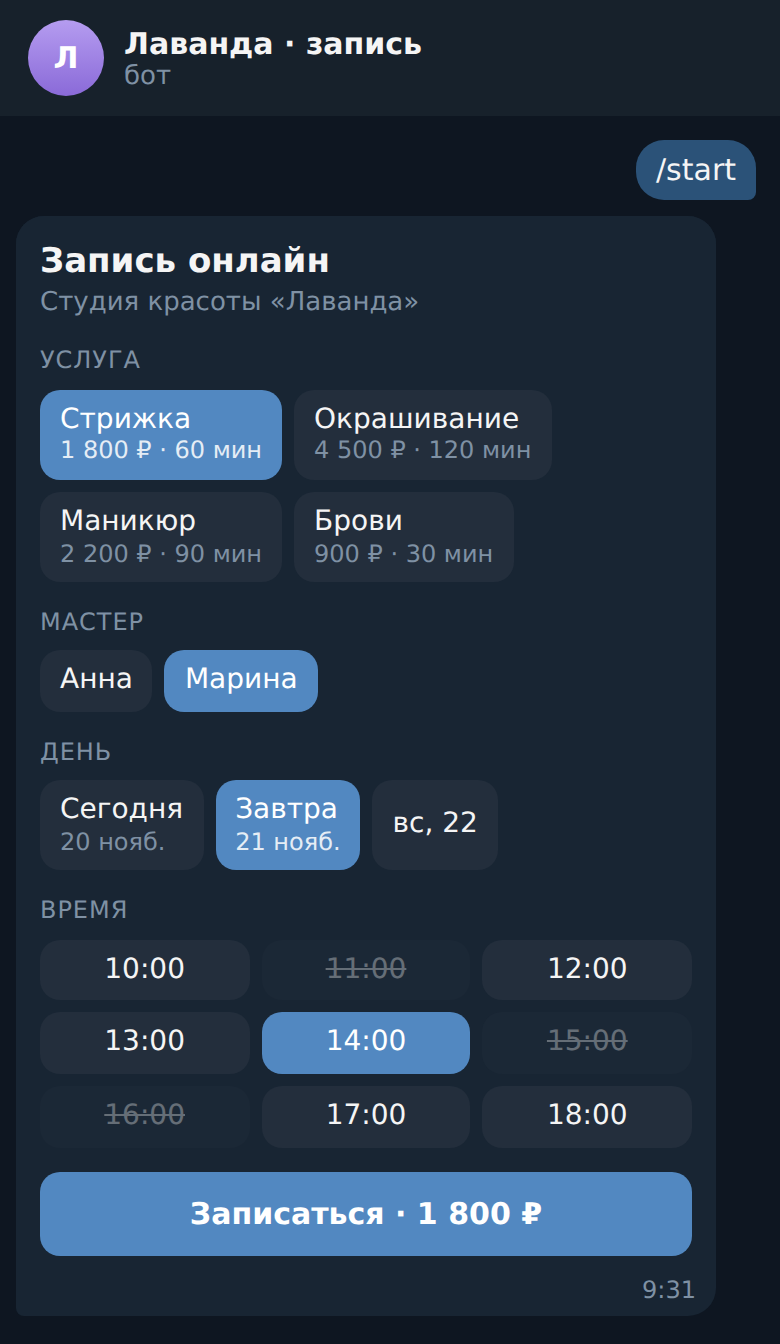 Л
Лаванда · запись
бот
/start
Запись онлайн
Студия красоты «Лаванда»
УСЛУГА
Стрижка
1 800 ₽ · 60 мин
Окрашивание
4 500 ₽ · 120 мин
Маникюр
2 200 ₽ · 90 мин
Брови
900 ₽ · 30 мин
МАСТЕР
Анна
Марина
ДЕНЬ
Сегодня
20 нояб.
Завтра
21 нояб.
вс, 22
ВРЕМЯ
10:00
11:00
12:00
13:00
14:00
15:00
16:00
17:00
18:00
Записаться · 1 800 ₽
9:31